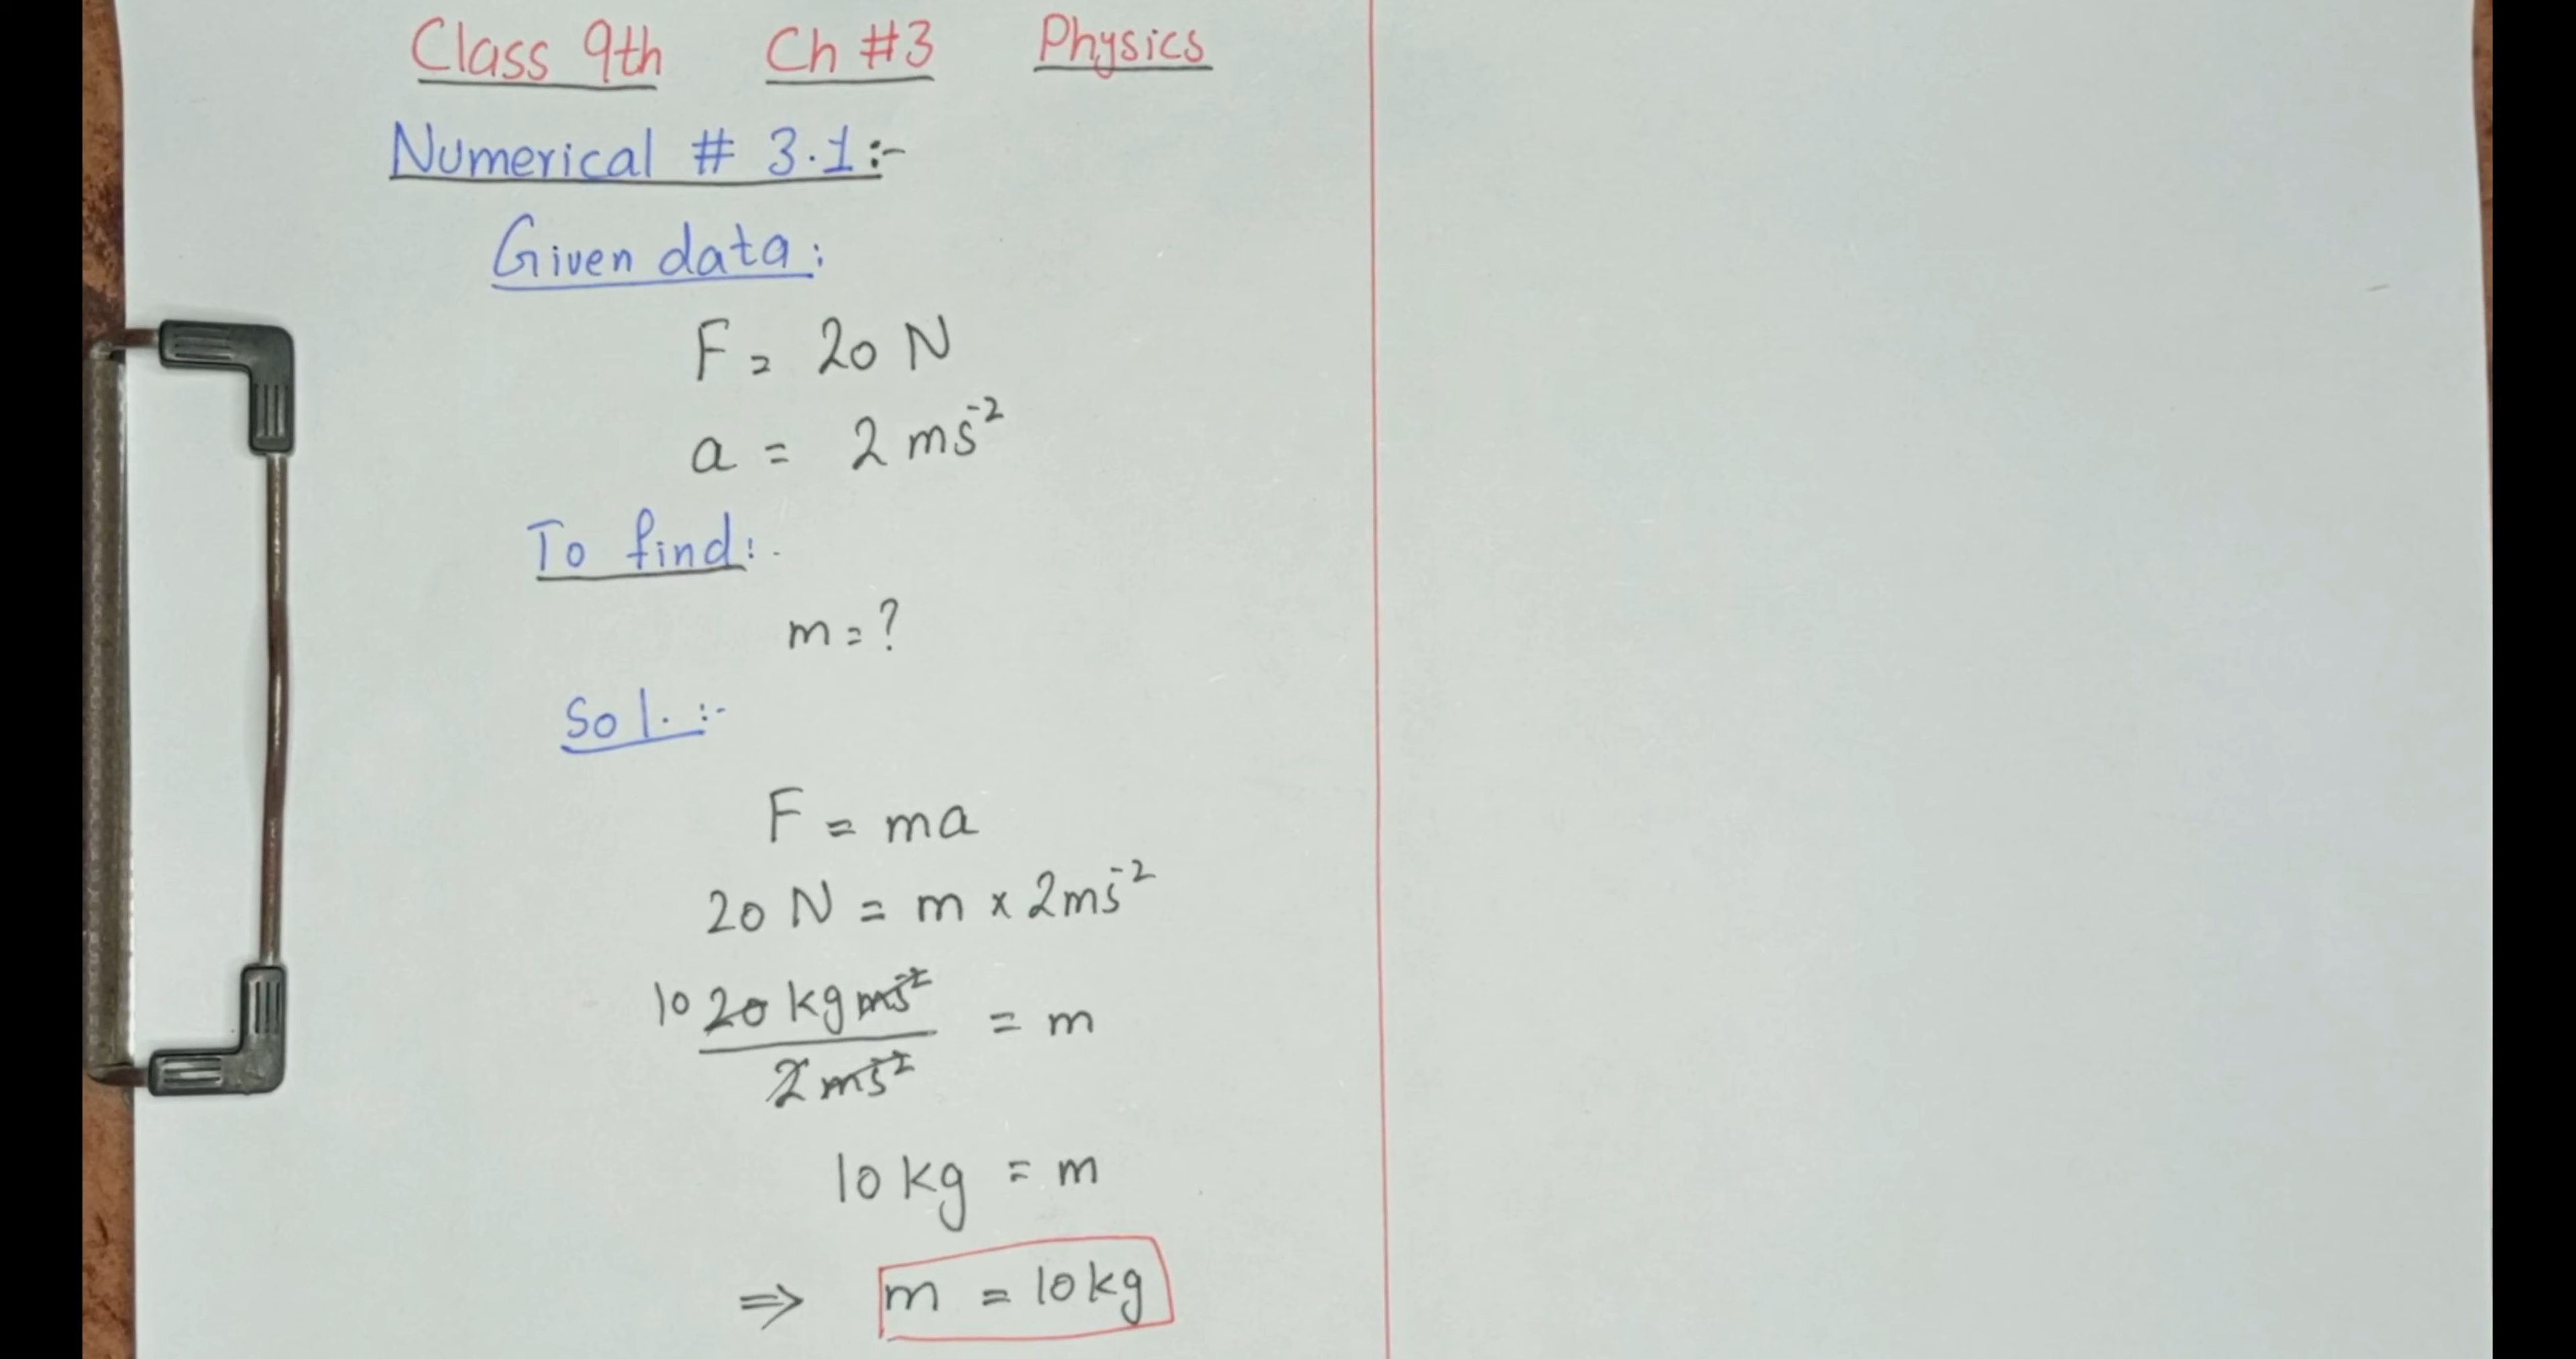 Class 9th Ch #3 Physics
Numerical # 3.1:-
Given data:
F = 20 N
a = 2 ms⁻²
To find:-
m = ?
Sol.:-
F = ma
20 N = m × 2ms⁻²
10 20 kg ms⁻² = m
2 ms⁻²
10 kg = m
⇒ m = 10 kg